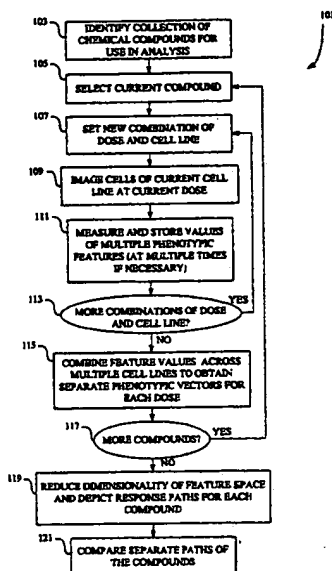 101
103
IDENTIFY COLLECTION OF
CHEMICAL COMPOUNDS FOR
USE IN ANALYSIS
105
SELECT CURRENT COMPOUND
107
SET NEW COMBINATION OF
DOSE AND CELL LINE
109
IMAGE CELLS OF CURRENT CELL
LINE AT CURRENT DOSE
111
MEASURE AND STORE VALUES
OF MULTIPLE PHENOTYPIC
FEATURES (AT MULTIPLE TIMES
IF NECESSARY)
113
MORE COMBINATIONS OF DOSE
AND CELL LINE?
YES
NO
115
COMBINE FEATURE VALUES ACROSS
MULTIPLE CELL LINES TO OBTAIN
SEPARATE PHENOTYPIC VECTORS FOR
EACH DOSE
117
MORE COMPOUNDS?
YES
NO
119
REDUCE DIMENSIONALITY OF FEATURE SPACE
AND DEPICT RESPONSE PATHS FOR EACH
COMPOUND
121
COMPARE SEPARATE PATHS OF
THE COMPOUNDS